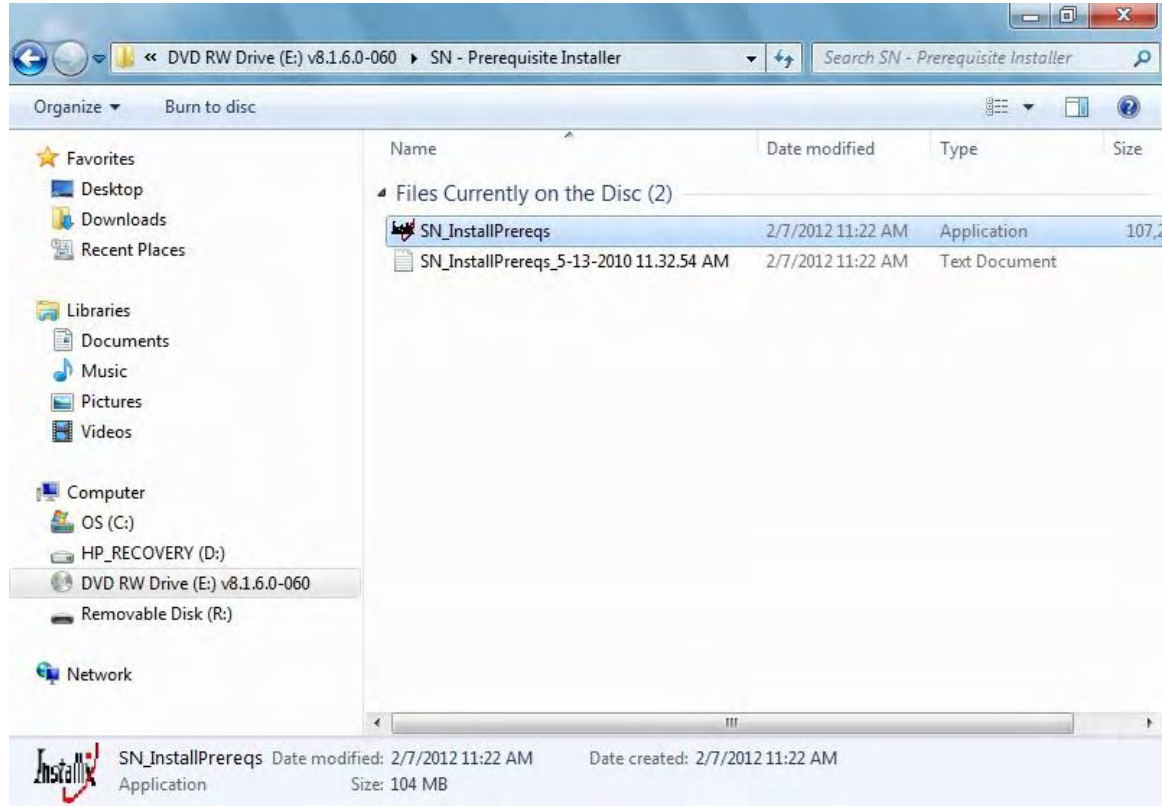 « DVD RW Drive (E:) v8.1.6.0-060 ▸ SN - Prerequisite Installer
Search SN - Prerequisite Installer
Organize ▾ Burn to disc
Favorites
Desktop
Downloads
Recent Places
Libraries
Documents
Music
Pictures
Videos
Computer
OS (C:)
HP_RECOVERY (D:)
DVD RW Drive (E:) v8.1.6.0-060
Removable Disk (R:)
Network
Name Date modified Type Size
Files Currently on the Disc (2)
SN_InstallPrereqs 2/7/2012 11:22 AM Application 107,2
SN_InstallPrereqs_5-13-2010 11.32.54 AM 2/7/2012 11:22 AM Text Document
Installix
SN_InstallPrereqs Date modified: 2/7/2012 11:22 AM Date created: 2/7/2012 11:22 AM
Application Size: 104 MB